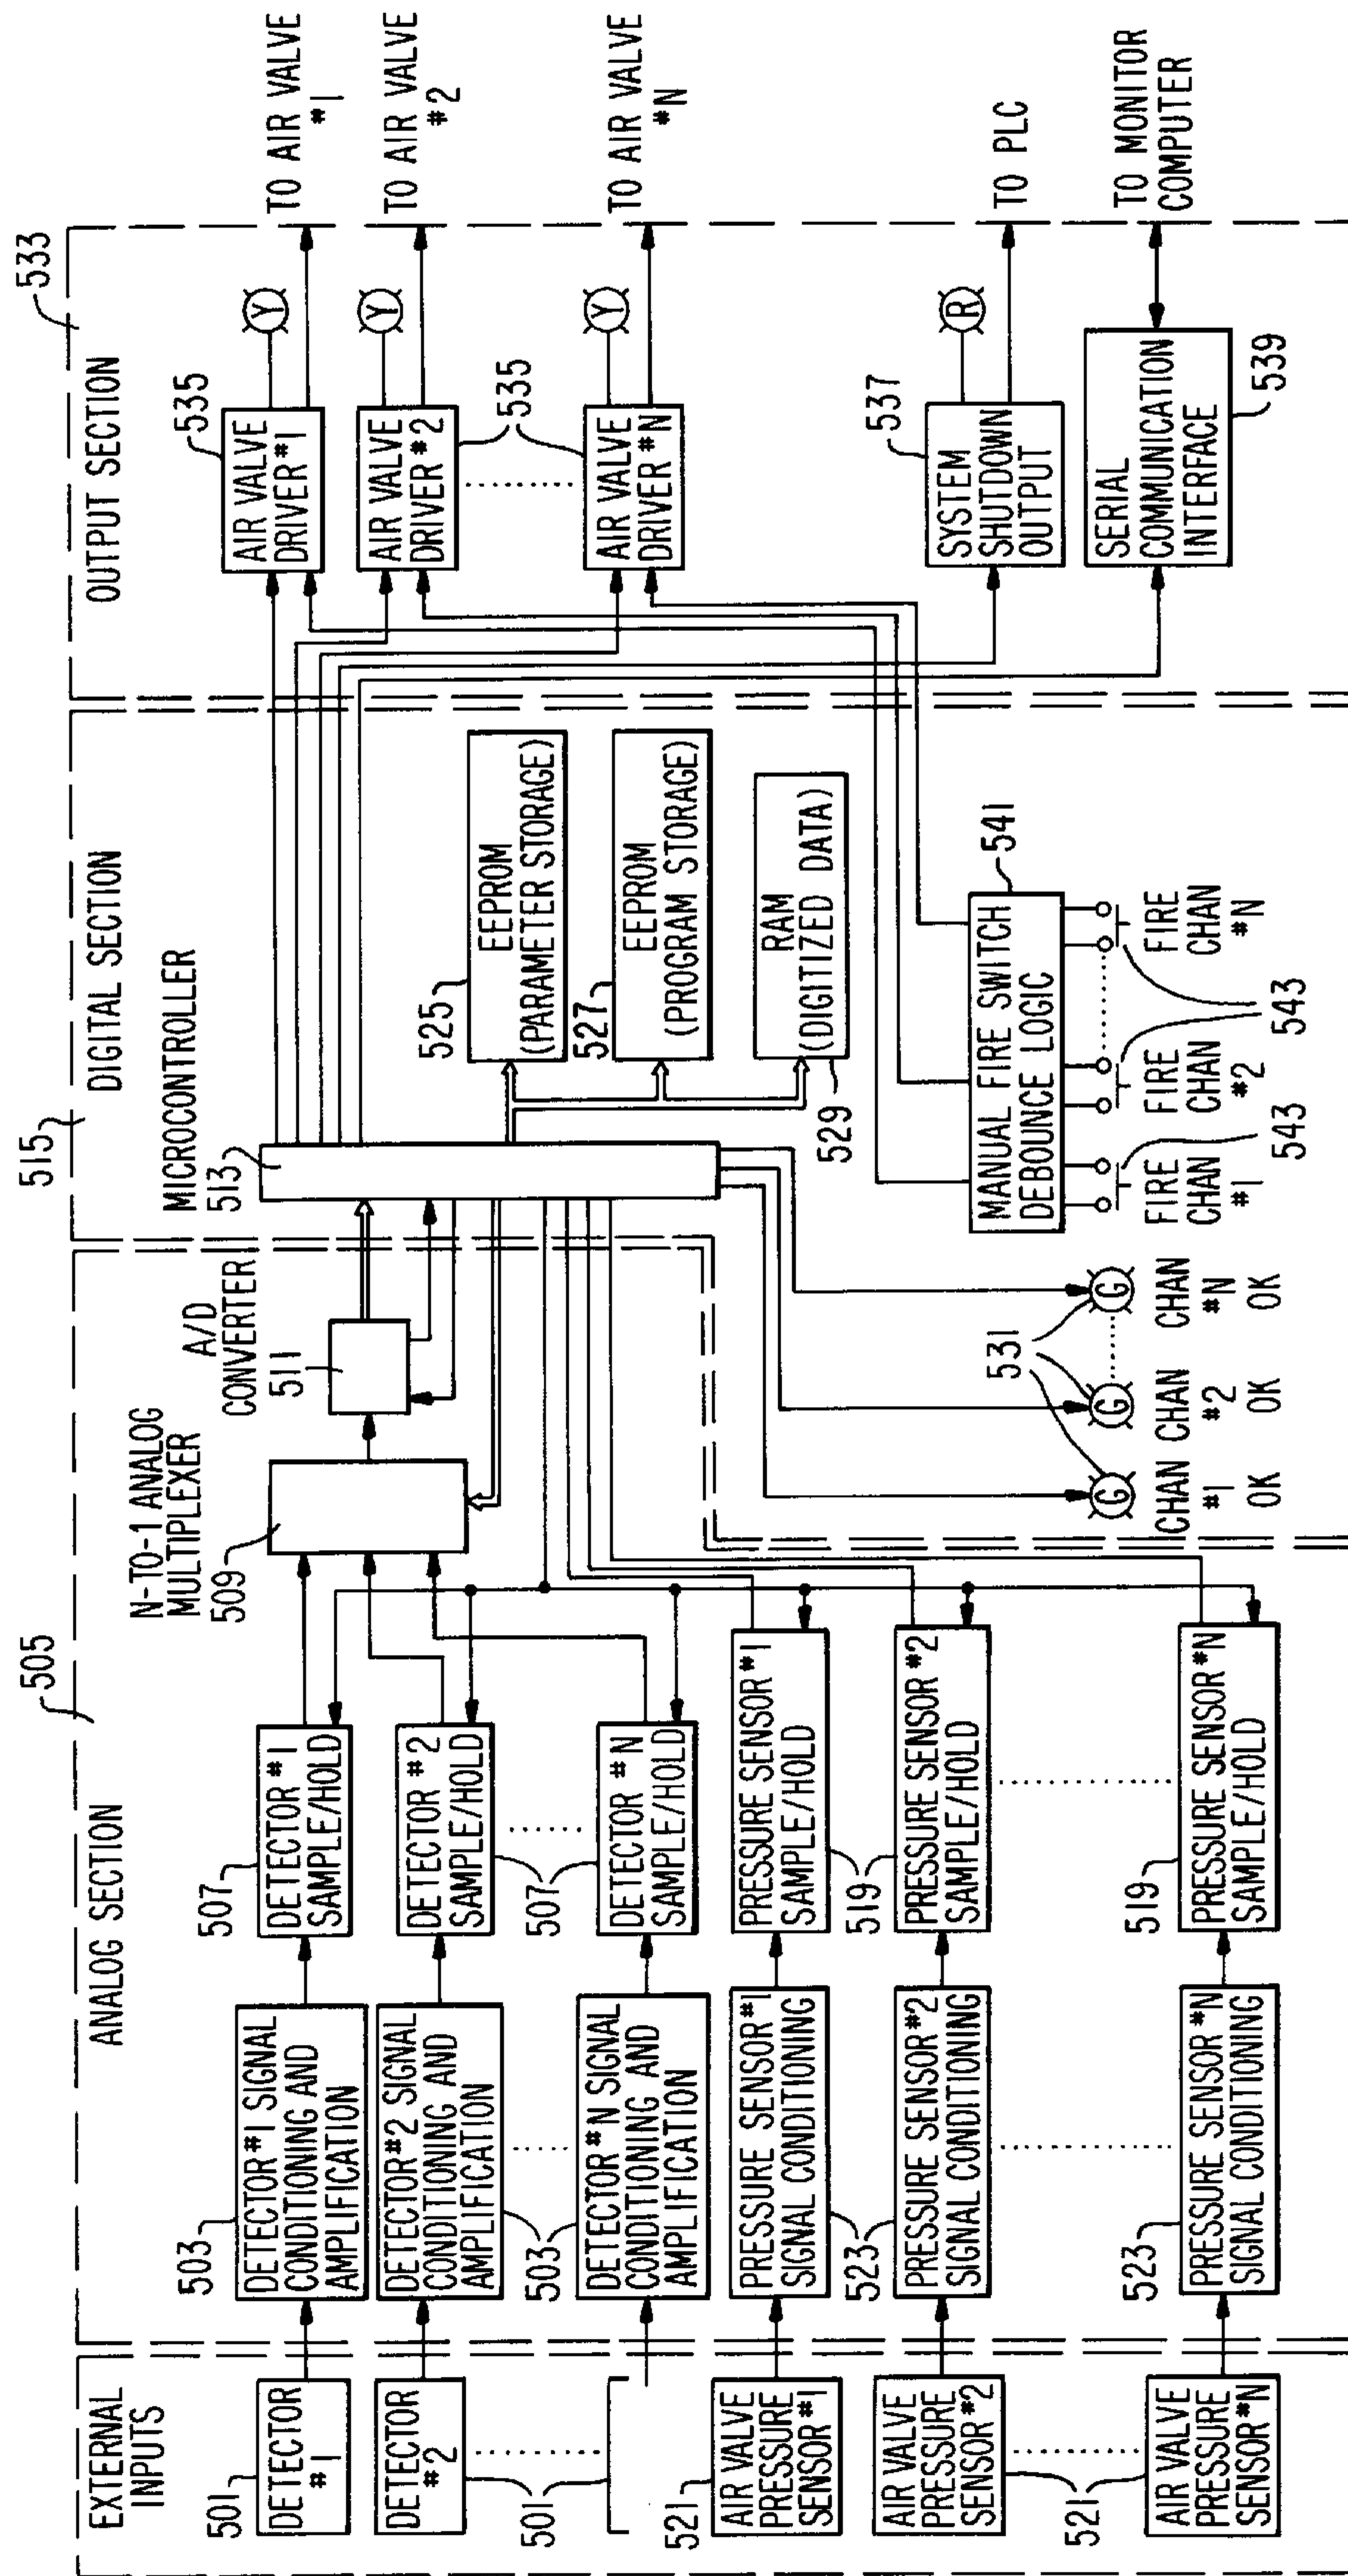 EXTERNAL
INPUTS
501
DETECTOR
#1
DETECTOR
#2
501
521
AIR VALVE
PRESSURE
SENSOR #1
AIR VALVE
PRESSURE
SENSOR #2
521
AIR VALVE
PRESSURE
SENSOR #N
505
ANALOG SECTION
503
DETECTOR #1 SIGNAL
CONDITIONING AND
AMPLIFICATION
DETECTOR #2 SIGNAL
CONDITIONING AND
AMPLIFICATION
503
DETECTOR #N SIGNAL
CONDITIONING AND
AMPLIFICATION
PRESSURE SENSOR #1
SIGNAL CONDITIONING
523
PRESSURE SENSOR #2
SIGNAL CONDITIONING
523
PRESSURE SENSOR #N
SIGNAL CONDITIONING
507
DETECTOR #1
SAMPLE/HOLD
DETECTOR #2
SAMPLE/HOLD
507
DETECTOR #N
SAMPLE/HOLD
PRESSURE SENSOR #1
SAMPLE/HOLD
519
PRESSURE SENSOR #2
SAMPLE/HOLD
519
PRESSURE SENSOR #N
SAMPLE/HOLD
N-TO-1 ANALOG
MULTIPLEXER
509
A/D
CONVERTER
511
515
DIGITAL SECTION
MICROCONTROLLER
513
525
EEPROM
(PARAMETER STORAGE)
527
EEPROM
(PROGRAM STORAGE)
RAM
(DIGITIZED DATA)
529
531
G
G
G
CHAN
#1
OK
CHAN
#2
OK
CHAN
#N
OK
541
MANUAL FIRE SWITCH
DEBOUNCE LOGIC
FIRE
CHAN
#1
FIRE
CHAN
#2
FIRE
CHAN
#N
543
543
533
OUTPUT SECTION
535
AIR VALVE
DRIVER #1
Y
TO AIR VALVE
#1
AIR VALVE
DRIVER #2
Y
TO AIR VALVE
#2
535
AIR VALVE
DRIVER #N
Y
TO AIR VALVE
#N
537
SYSTEM
SHUTDOWN
OUTPUT
R
TO PLC
SERIAL
COMMUNICATION
INTERFACE
539
TO MONITOR
COMPUTER